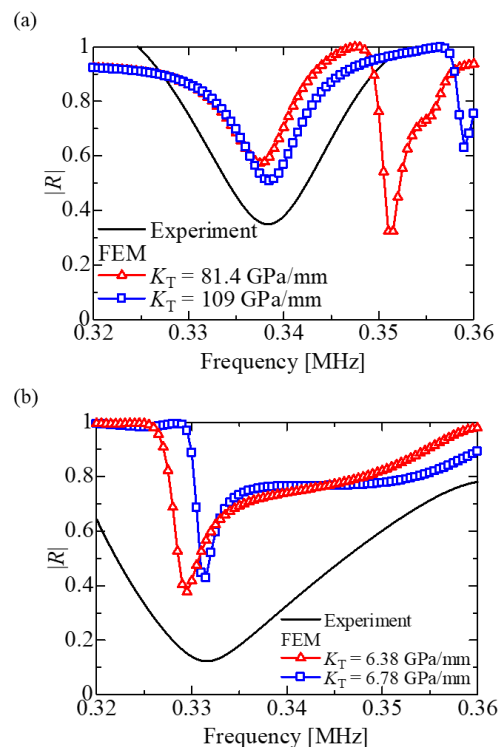 (a)
1
0.8
0.6
0.4
0.2
0
|R|
Experiment
FEM
K_T = 81.4 GPa/mm
K_T = 109 GPa/mm
0.32 0.33 0.34 0.35 0.36
Frequency [MHz]
(b)
1
0.8
0.6
0.4
0.2
0
|R|
Experiment
FEM
K_T = 6.38 GPa/mm
K_T = 6.78 GPa/mm
0.32 0.33 0.34 0.35 0.36
Frequency [MHz]